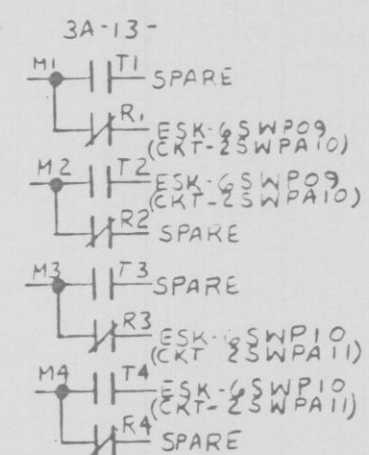 3A-13-
M1 T1 SPARE
R1 ESK-6SWP09
(CKT-2SWPA10)
M2 T2 ESK-6SWP09
(CKT-2SWPA10)
R2 SPARE
M3 T3 SPARE
R3 ESK-6SWP10
(CKT 2SWPA11)
M4 T4 ESK-6SWP10
(CKT-2SWPA11)
R4 SPARE